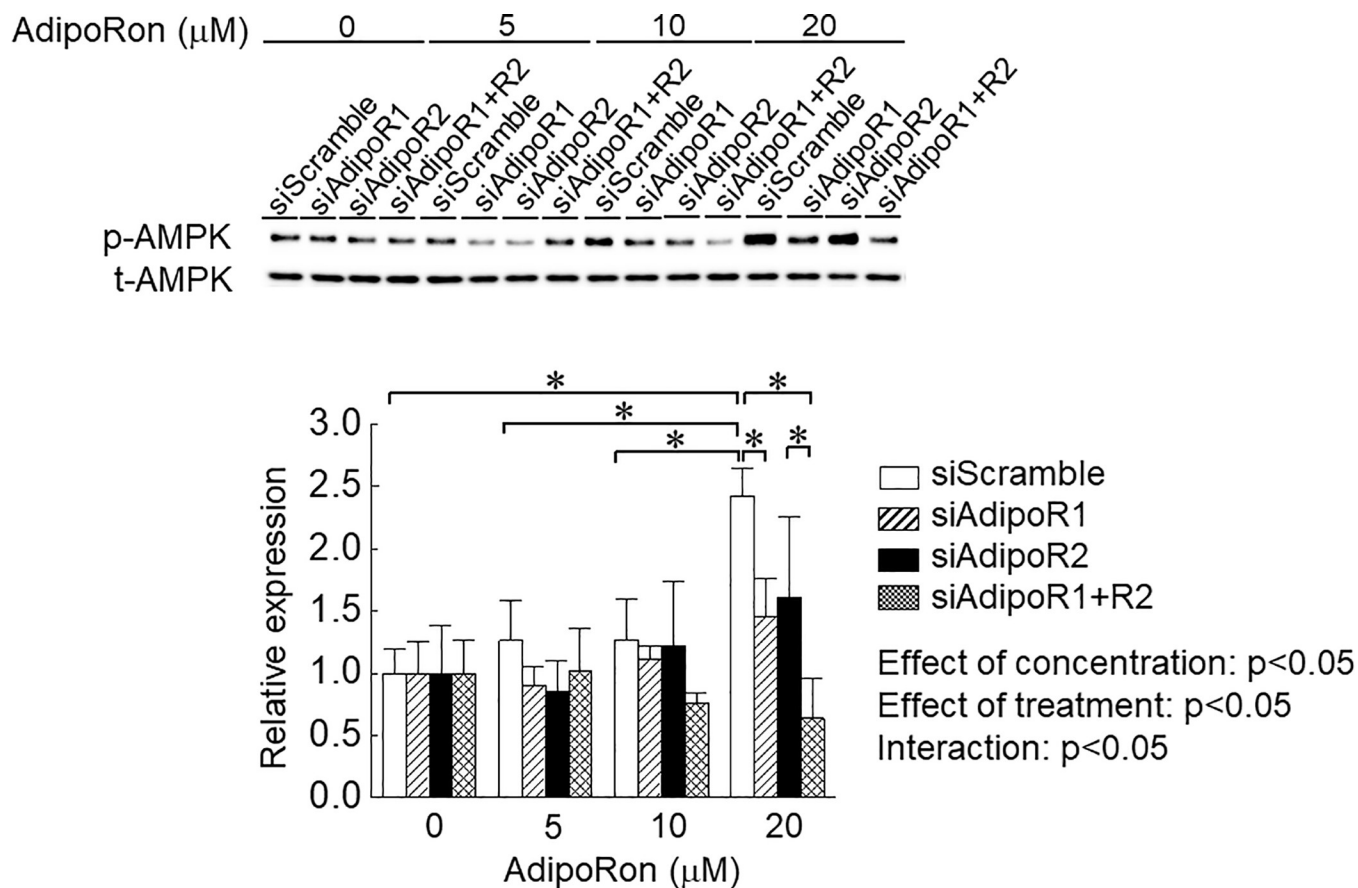 AdipoRon (μM) 0 5 10 20
siScramble siAdipoR1 siAdipoR2 siAdipoR1+R2 siScramble siAdipoR1 siAdipoR2 siAdipoR1+R2 siScramble siAdipoR1 siAdipoR2 siAdipoR1+R2 siScramble siAdipoR1 siAdipoR2 siAdipoR1+R2
p-AMPK
t-AMPK
* *
*
* * *
3.0
2.5
2.0
1.5
1.0
0.5
0.0
Relative expression
0 5 10 20
AdipoRon (μM)
siScramble
siAdipoR1
siAdipoR2
siAdipoR1+R2
Effect of concentration: p<0.05
Effect of treatment: p<0.05
Interaction: p<0.05